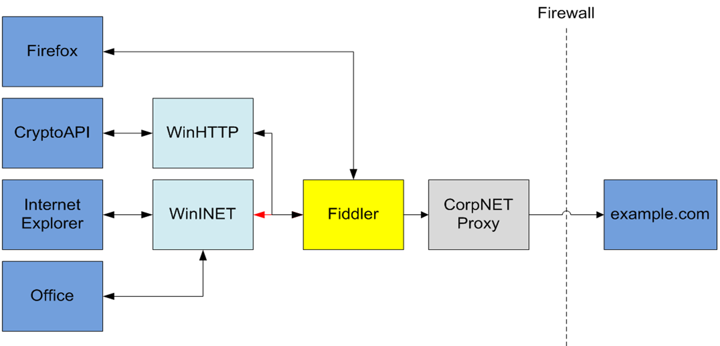 Firewall
Firefox
CryptoAPI
WinHTTP
Internet
Explorer
WinINET
Fiddler
CorpNET
Proxy
example.com
Office